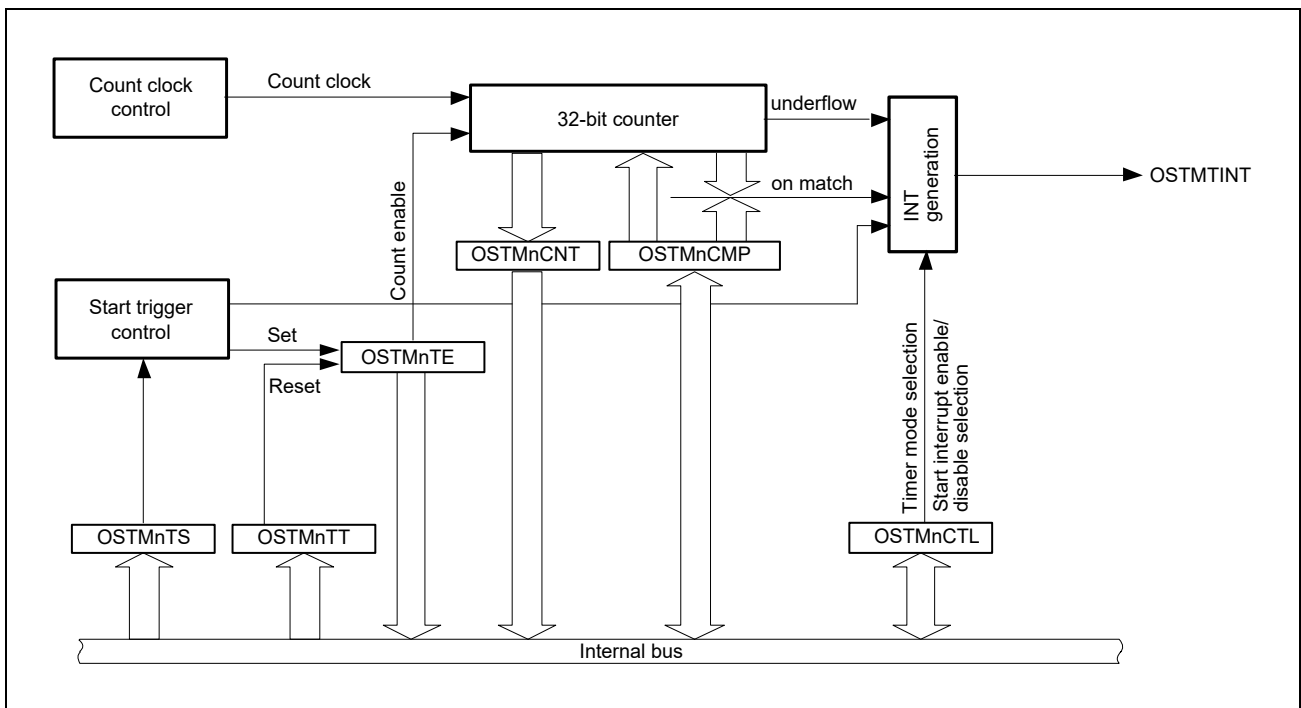 Count clock
control
Count clock
32-bit counter
underflow
on match
INT
generation
OSTMTINT
Count enable
OSTMnCNT
OSTMnCMP
Start trigger
control
Set
Reset
OSTMnTE
Timer mode selection
Start interrupt enable/
disable selection
OSTMnTS
OSTMnTT
OSTMnCTL
Internal bus